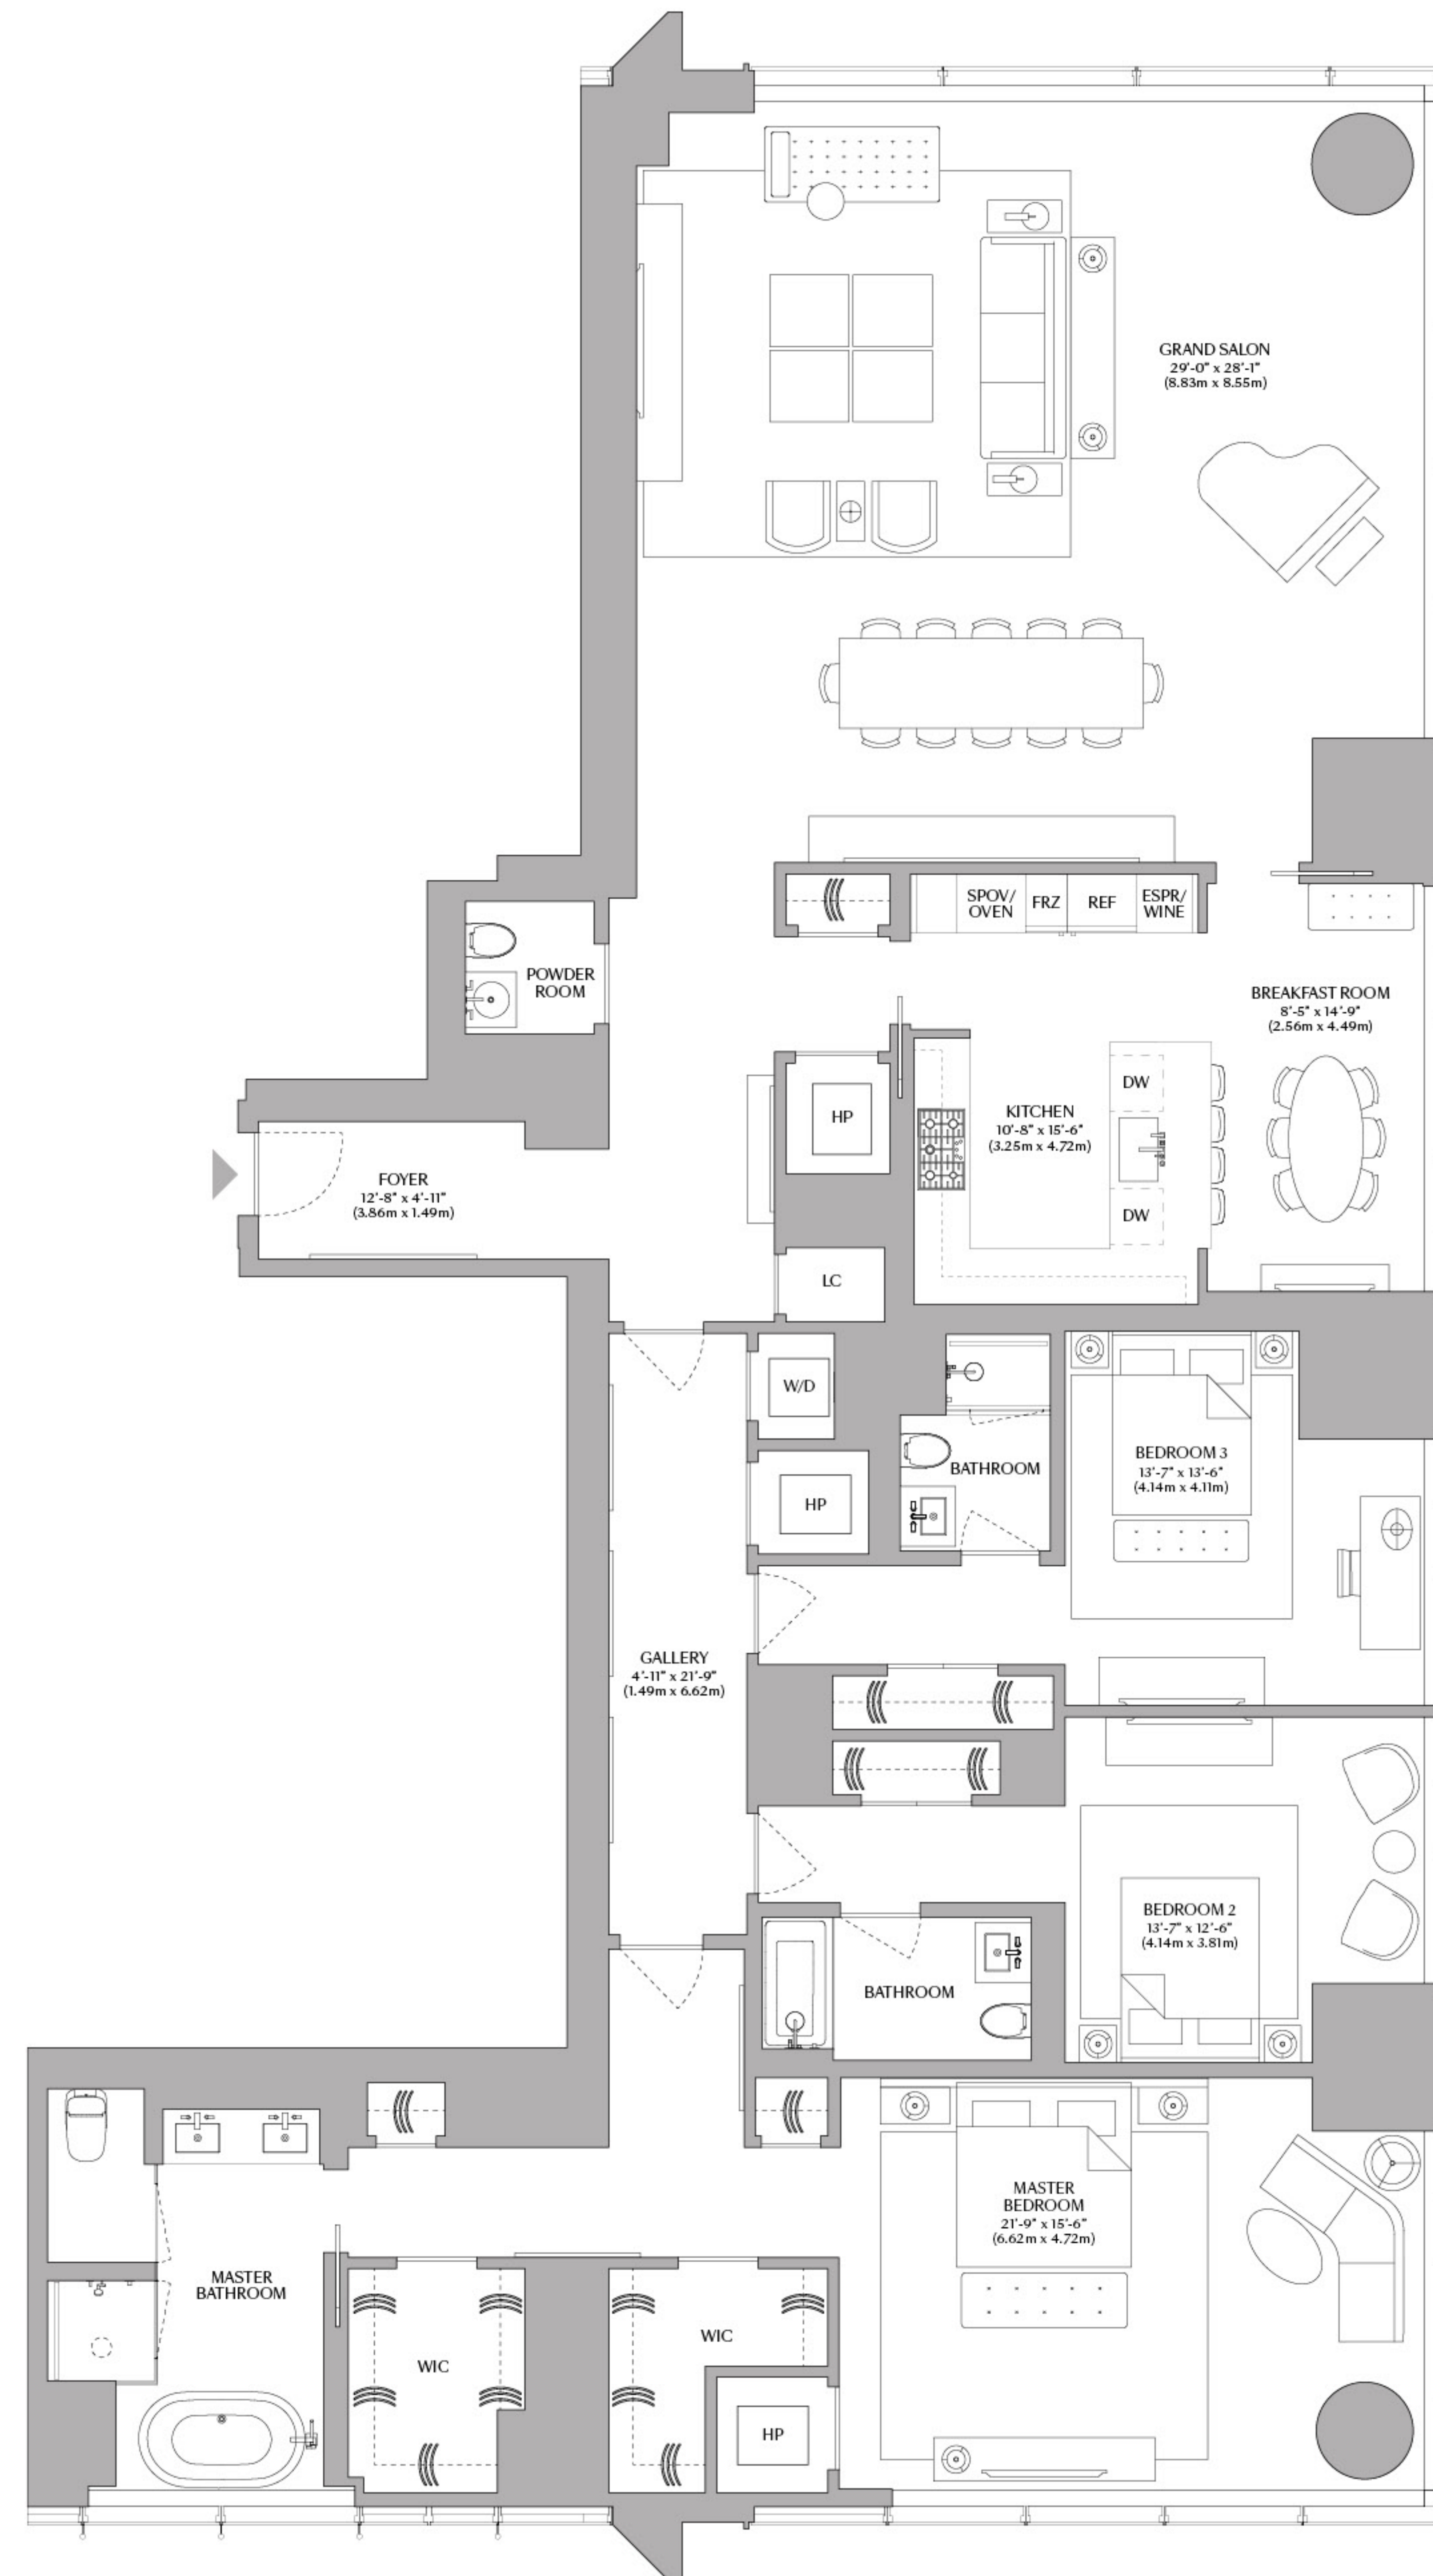 GRAND SALON
29'-0" x 28'-1"
(8.83m x 8.55m)
SPOV/
OVEN
FRZ
REF
ESPR/
WINE
POWDER
ROOM
BREAKFAST ROOM
8'-5" x 14'-9"
(2.56m x 4.49m)
DW
HP
KITCHEN
10'-8" x 15'-6"
(3.25m x 4.72m)
FOYER
12'-8" x 4'-11"
(3.86m x 1.49m)
DW
LC
W/D
BEDROOM 3
13'-7" x 13'-6"
(4.14m x 4.11m)
BATHROOM
HP
GALLERY
4'-11" x 21'-9"
(1.49m x 6.62m)
BEDROOM 2
13'-7" x 12'-6"
(4.14m x 3.81m)
BATHROOM
MASTER
BEDROOM
21'-9" x 15'-6"
(6.62m x 4.72m)
MASTER
BATHROOM
WIC
WIC
HP